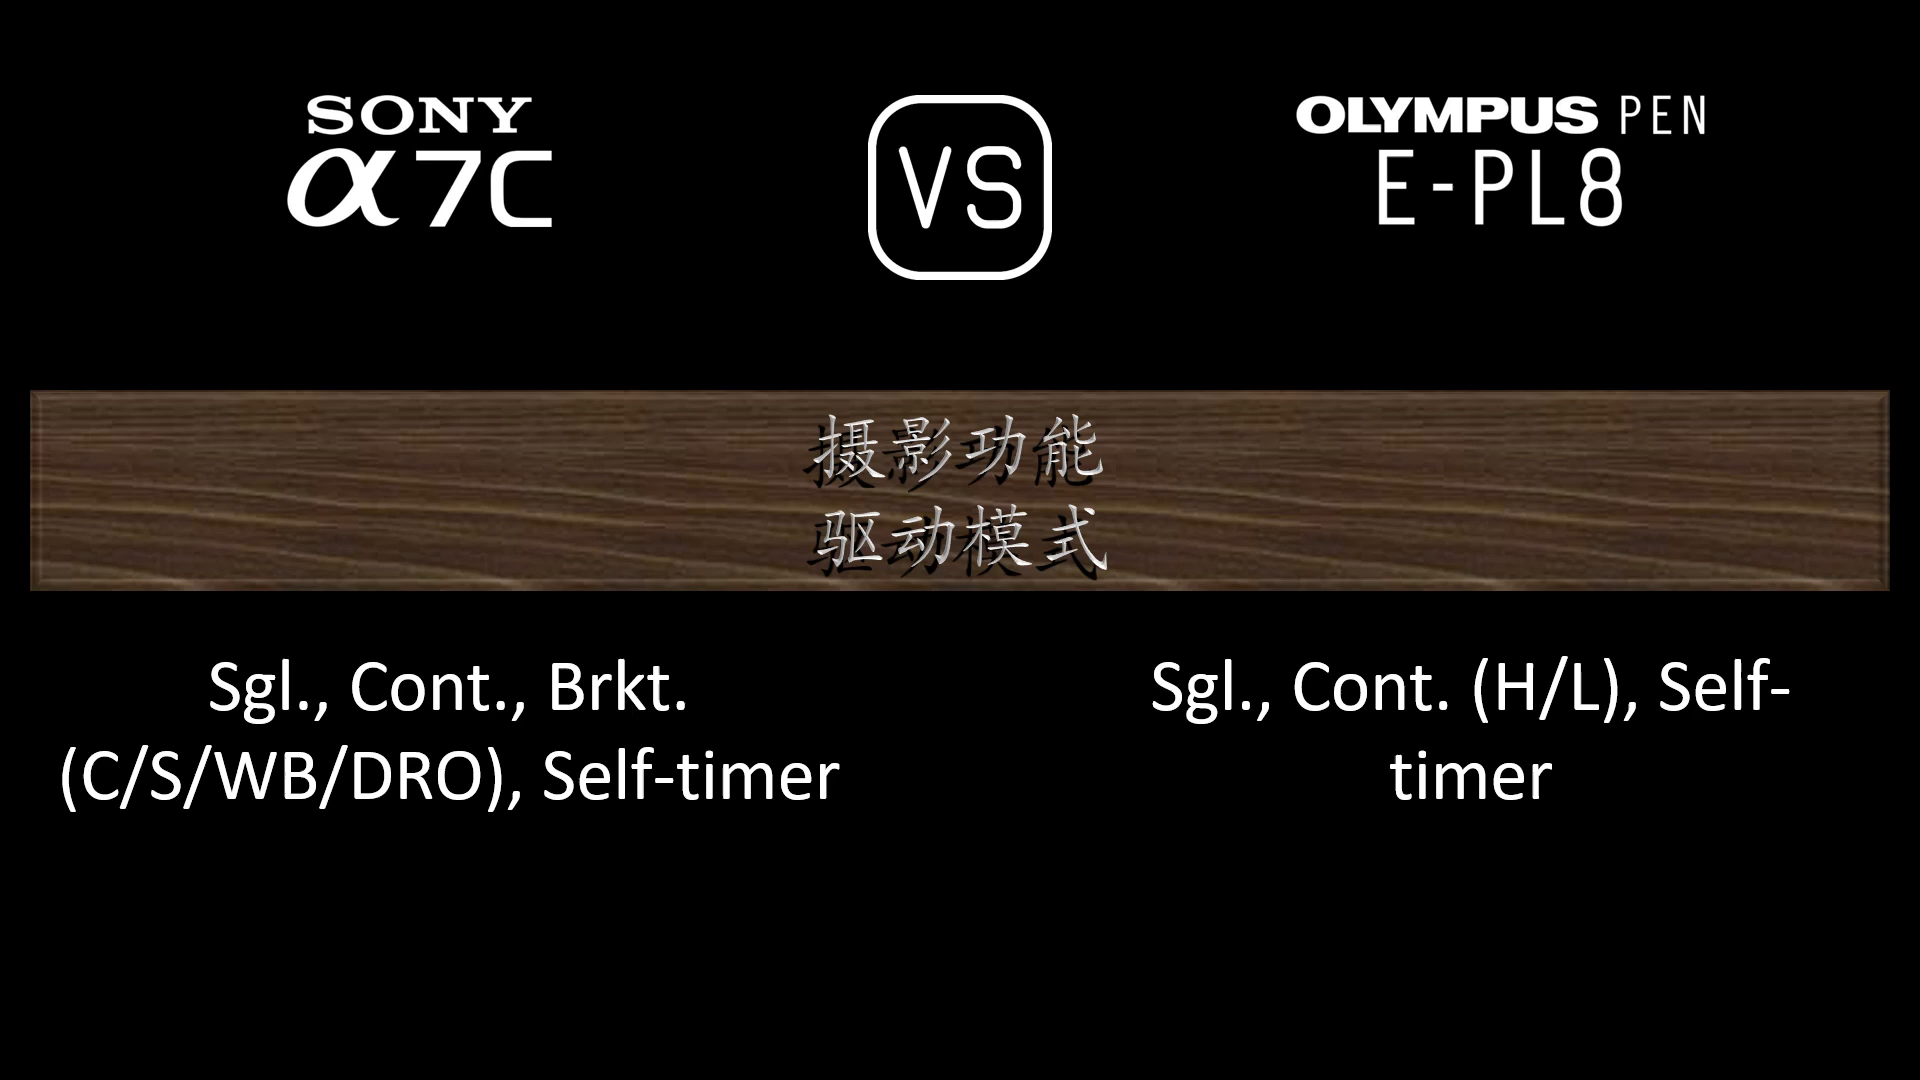 SONY
α7C
VS
OLYMPUS PEN
E-PL8
摄影功能
驱动模式
Sgl., Cont., Brkt.
(C/S/WB/DRO), Self-timer
Sgl., Cont. (H/L), Self-
timer